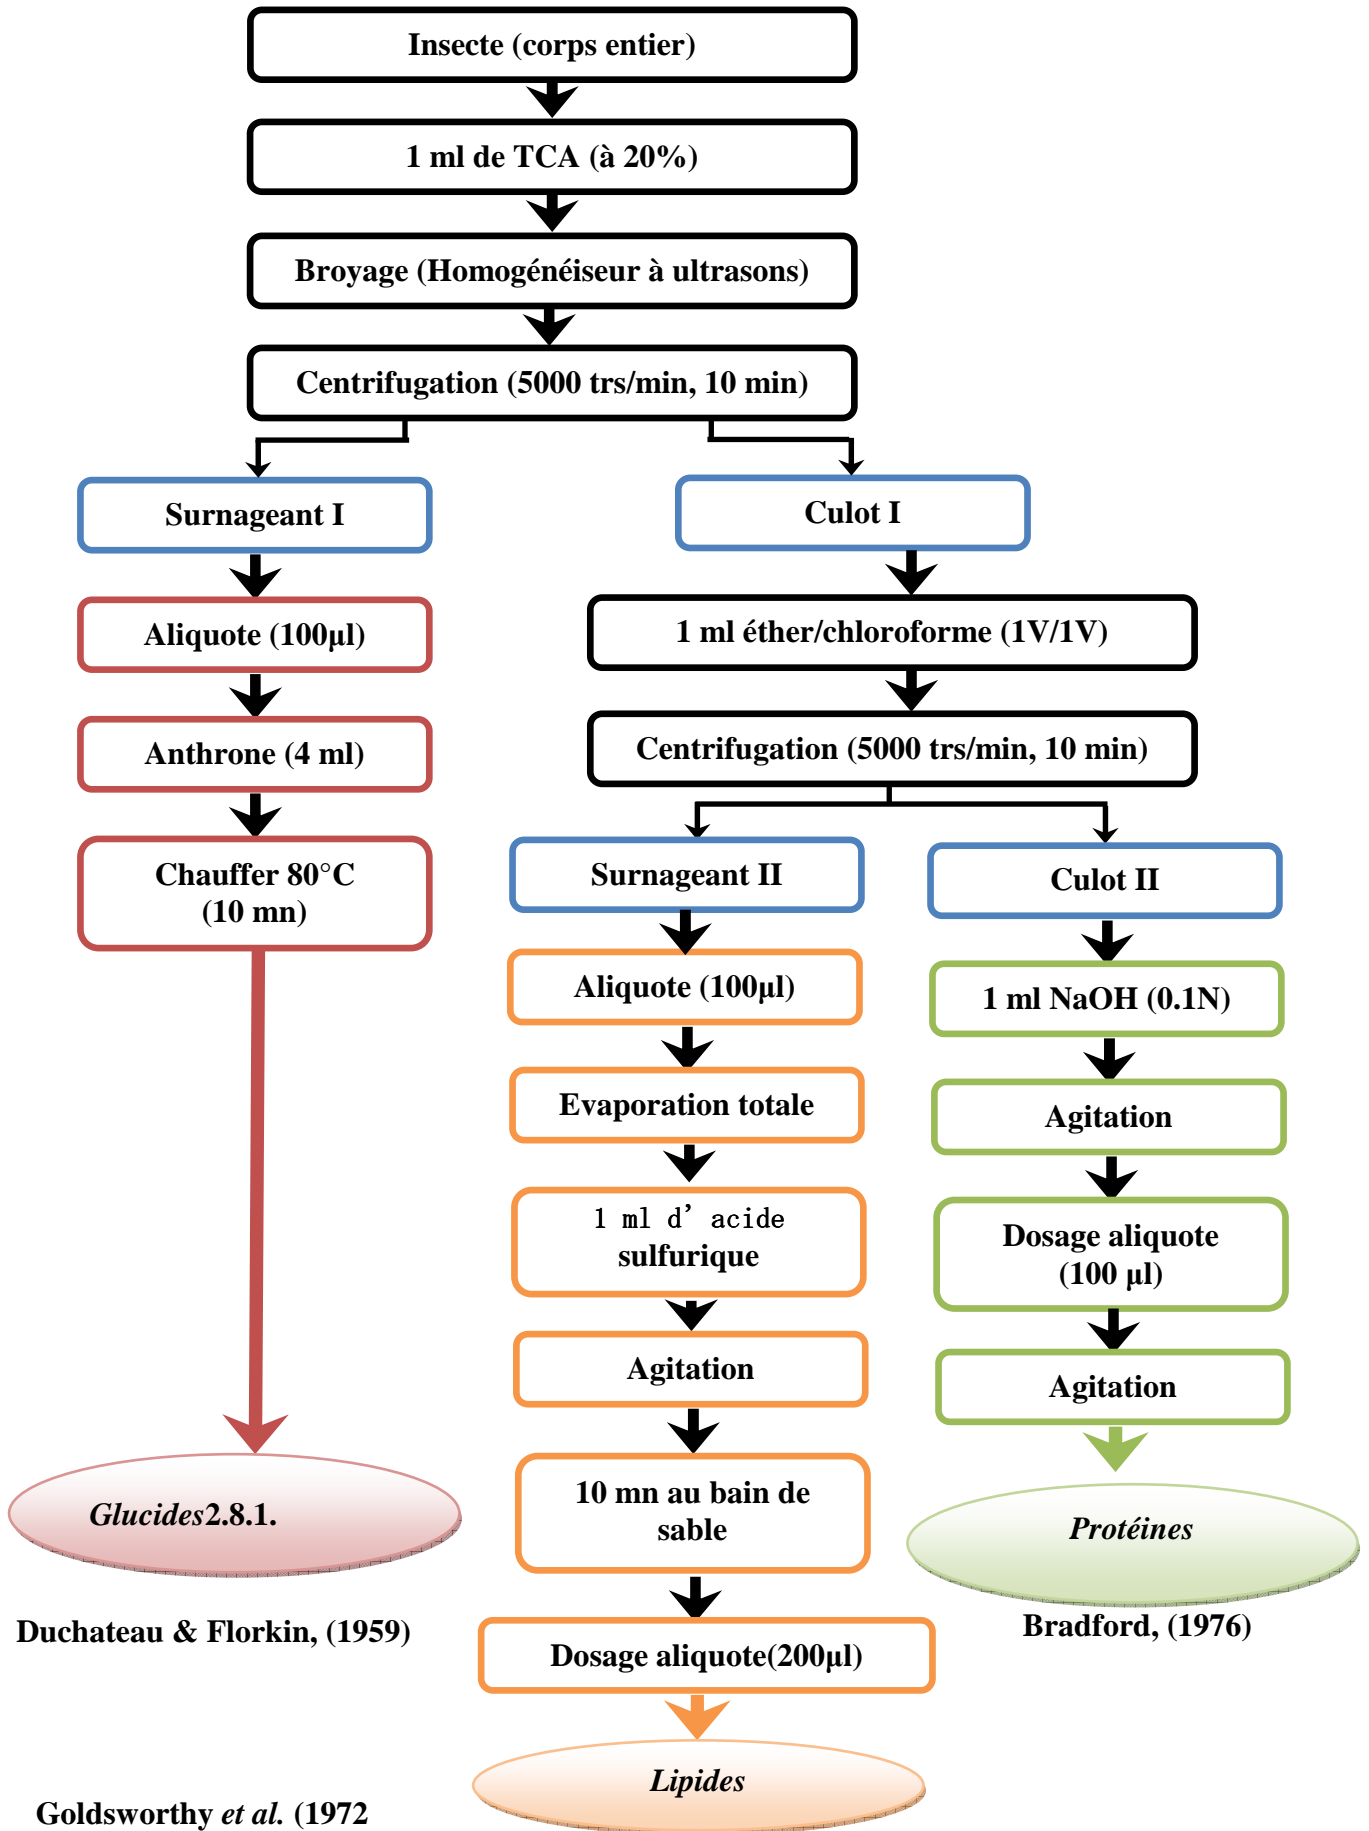 Insecte (corps entier)
1 ml de TCA (à 20%)
Broyage (Homogénéiseur à ultrasons)
Centrifugation (5000 trs/min, 10 min)
Surnageant I
Aliquote (100µl)
Anthrone (4 ml)
Chauffer 80°C
(10 mn)
Glucides2.8.1.
Duchateau & Florkin, (1959)
Culot I
1 ml éther/chloroforme (1V/1V)
Centrifugation (5000 trs/min, 10 min)
Surnageant II
Aliquote (100µl)
Evaporation totale
1 ml d’acide
sulfurique
Agitation
10 mn au bain de
sable
Dosage aliquote(200µl)
Lipides
Goldsworthy et al. (1972
Culot II
1 ml NaOH (0.1N)
Agitation
Dosage aliquote
(100 µl)
Agitation
Protéines
Bradford, (1976)